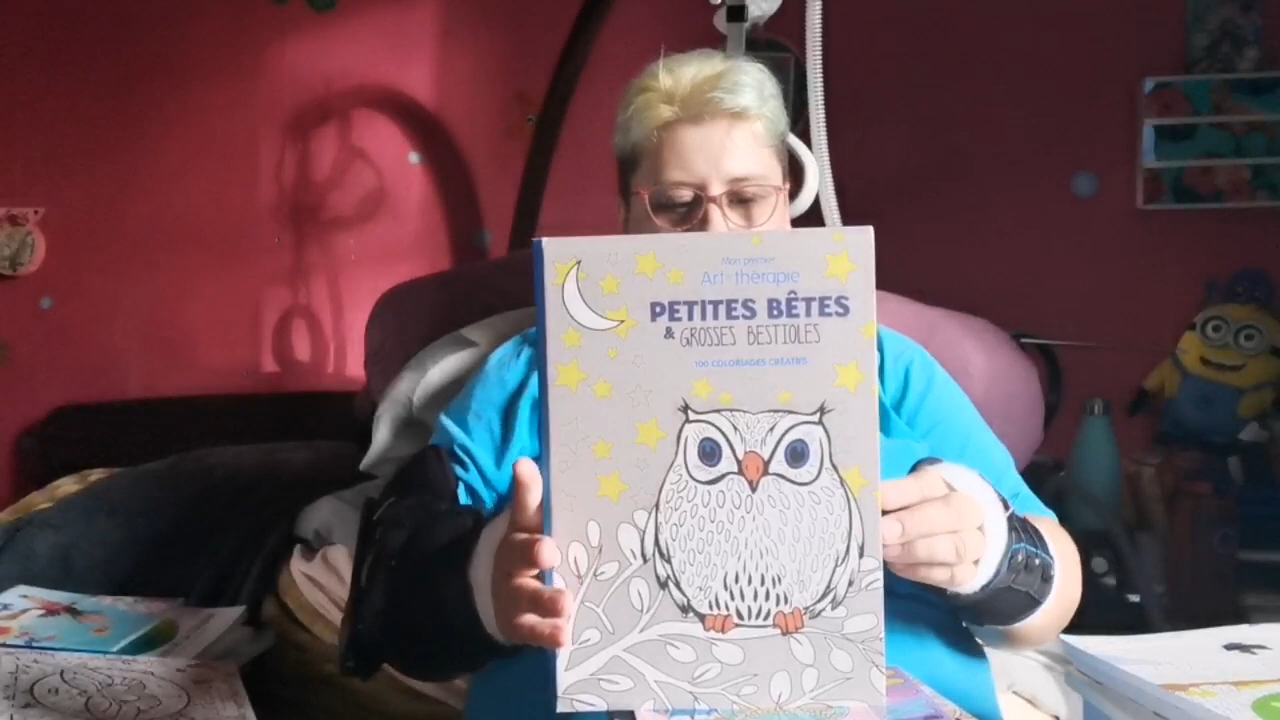 Mon premier
Art-thérapie
PETITES BÊTES
& GROSSES BESTIOLES
100 COLORIAGES CRÉATIFS